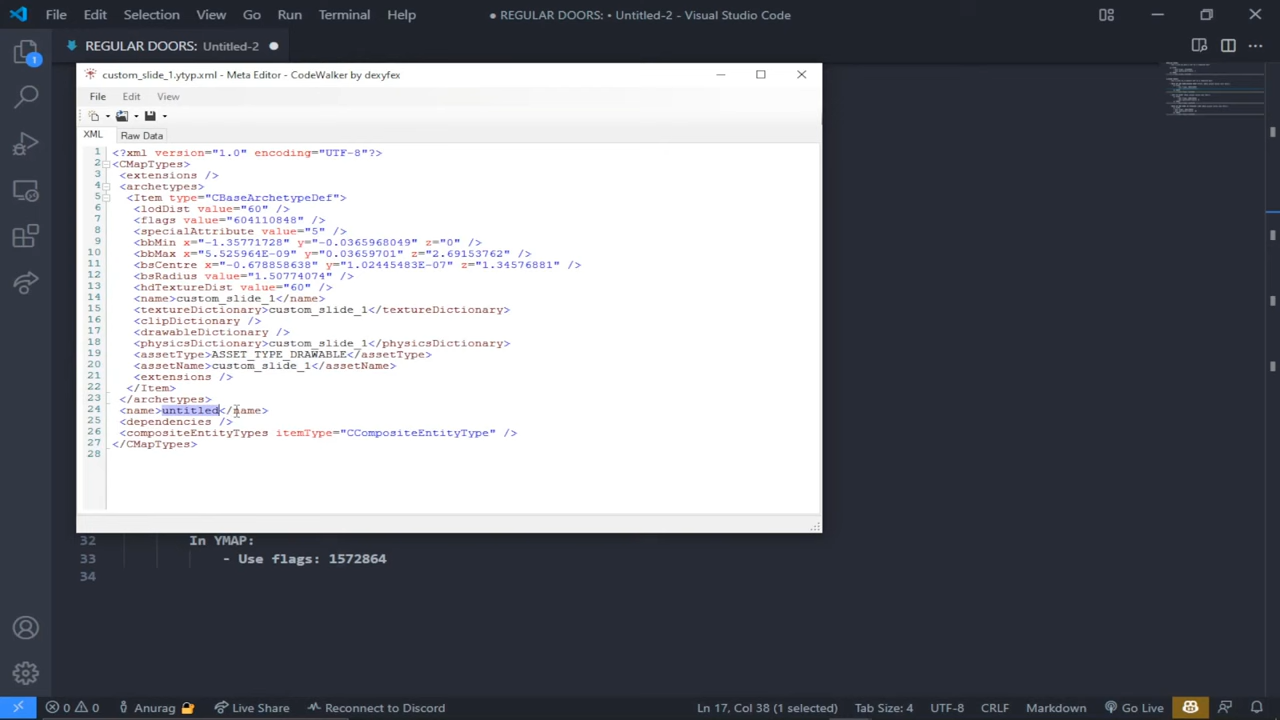 File Edit Selection View Go Run Terminal Help
● REGULAR DOORS: • Untitled-2 - Visual Studio Code
1
REGULAR DOORS: Untitled-2
custom_slide_1.ytyp.xml - Meta Editor - CodeWalker by dexyfex
File Edit View
XML Raw Data
1 <?xml version="1.0" encoding="UTF-8"?>
2 <CMapTypes>
3 <extensions />
4 <archetypes>
5 <Item type="CBaseArchetypeDef">
6 <lodDist value="60" />
7 <flags value="604110848" />
8 <specialAttribute value="5" />
9 <bbMin x="-1.35771728" y="-0.0365968049" z="0" />
10 <bbMax x="5.525964E-09" y="0.03659701" z="2.69153762" />
11 <bsCentre x="-0.678858638" y="1.02445483E-07" z="1.34576881" />
12 <bsRadius value="1.50774074" />
13 <hdTextureDist value="60" />
14 <name>custom_slide_1</name>
15 <textureDictionary>custom_slide_1</textureDictionary>
16 <clipDictionary />
17 <drawableDictionary />
18 <physicsDictionary>custom_slide_1</physicsDictionary>
19 <assetType>ASSET_TYPE_DRAWABLE</assetType>
20 <assetName>custom_slide_1</assetName>
21 <extensions />
22 </Item>
23 </archetypes>
24 <name>untitled</name>
25 <dependencies />
26 <compositeEntityTypes itemType="CCompositeEntityType" />
27 </CMapTypes>
28
32 In YMAP:
33 - Use flags: 1572864
34
0 0 Anurag Live Share Reconnect to Discord Ln 17, Col 38 (1 selected) Tab Size: 4 UTF-8 CRLF Markdown Go Live